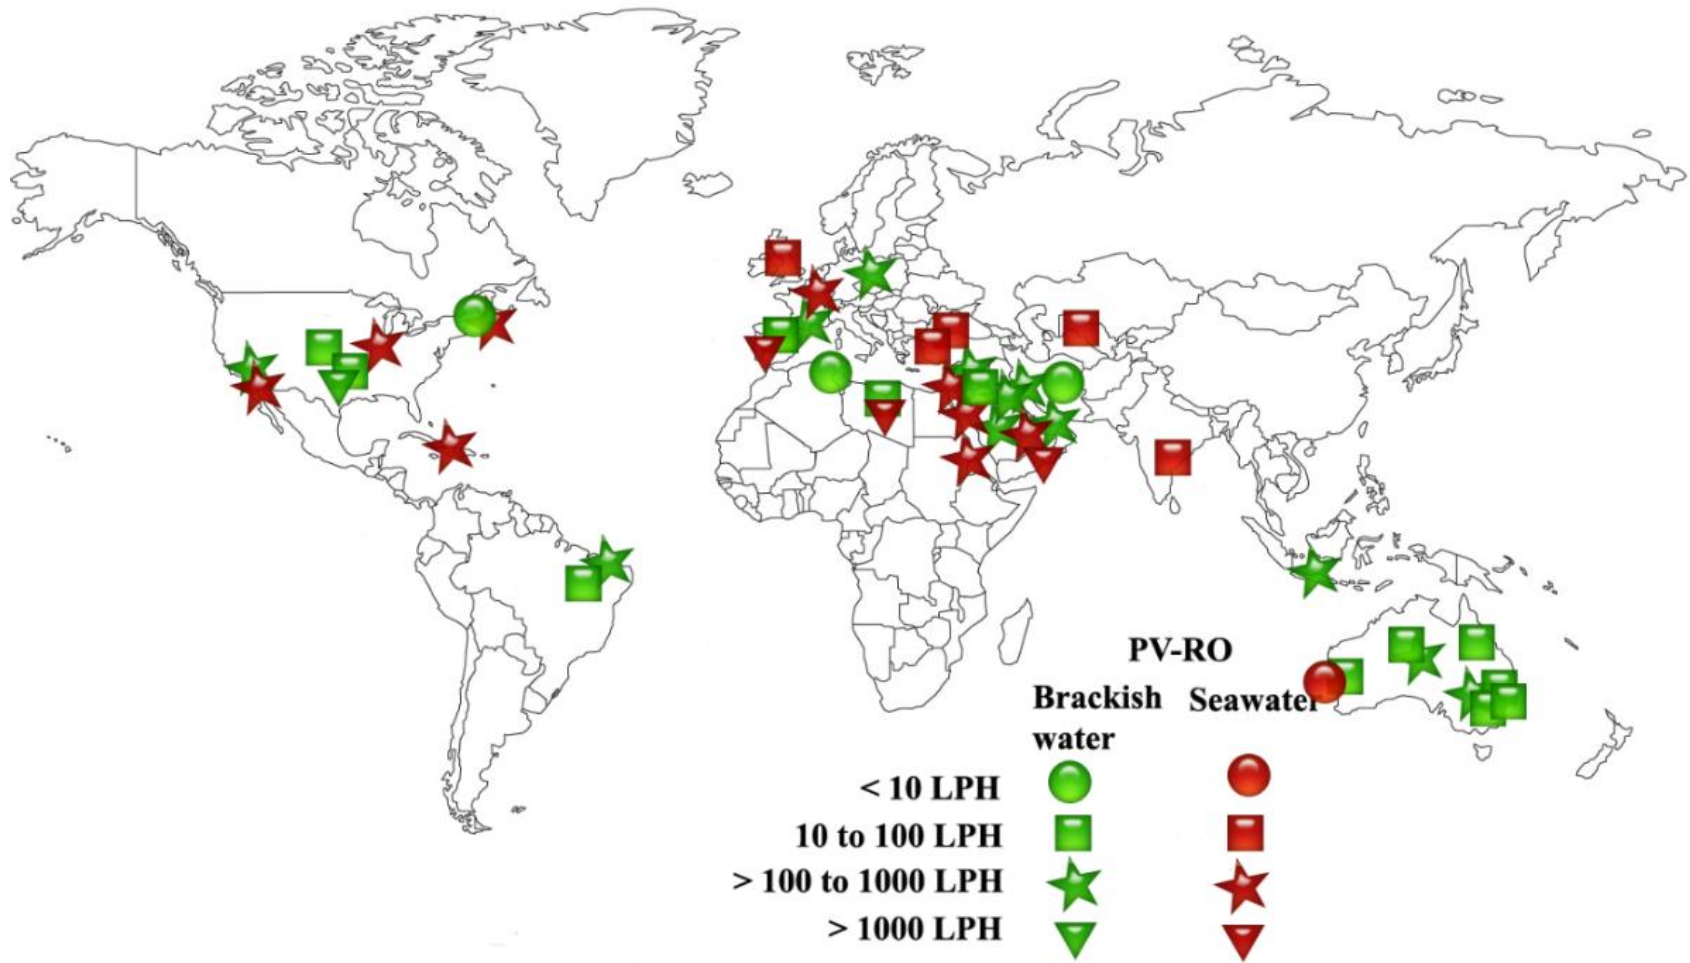 PV-RO
Brackish Seawater
water
< 10 LPH
10 to 100 LPH
> 100 to 1000 LPH
> 1000 LPH